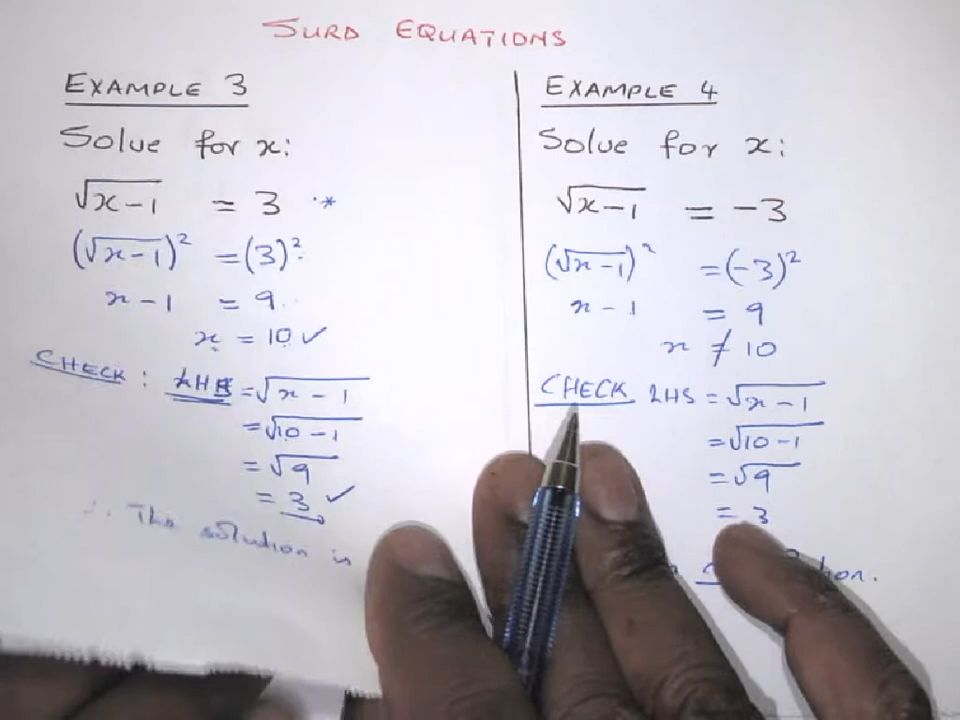 SURD EQUATIONS
EXAMPLE 3
Solve for x:
√(x-1) = 3 *
(√(x-1))² = (3)²
x-1 = 9
x = 10 ✓
CHECK: LHS = √(x-1)
= √(10-1)
= √9
= 3 ✓
∴ The solution is
EXAMPLE 4
Solve for x:
√(x-1) = -3
(√(x-1))² = (-3)²
x-1 = 9
x ≠ 10
CHECK LHS = √(x-1)
= √(10-1)
= √9
= 3